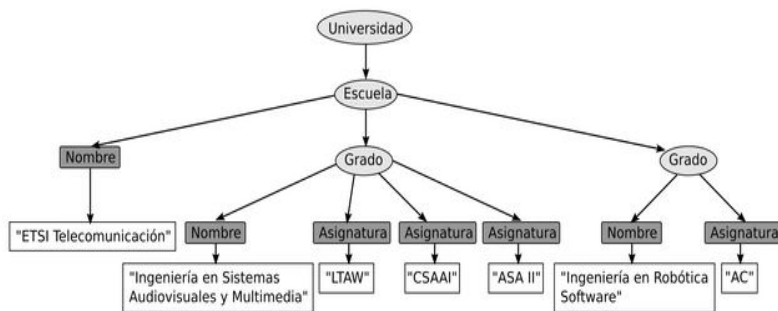 Universidad
Escuela
Nombre
Grado
Grado
"ETSI Telecomunicación"
Nombre
Asignatura
Asignatura
Asignatura
Nombre
Asignatura
"Ingeniería en Sistemas
Audiovisuales y Multimedia"
"LTAW"
"CSAAI"
"ASA II"
"Ingeniería en Robótica
Software"
"AC"